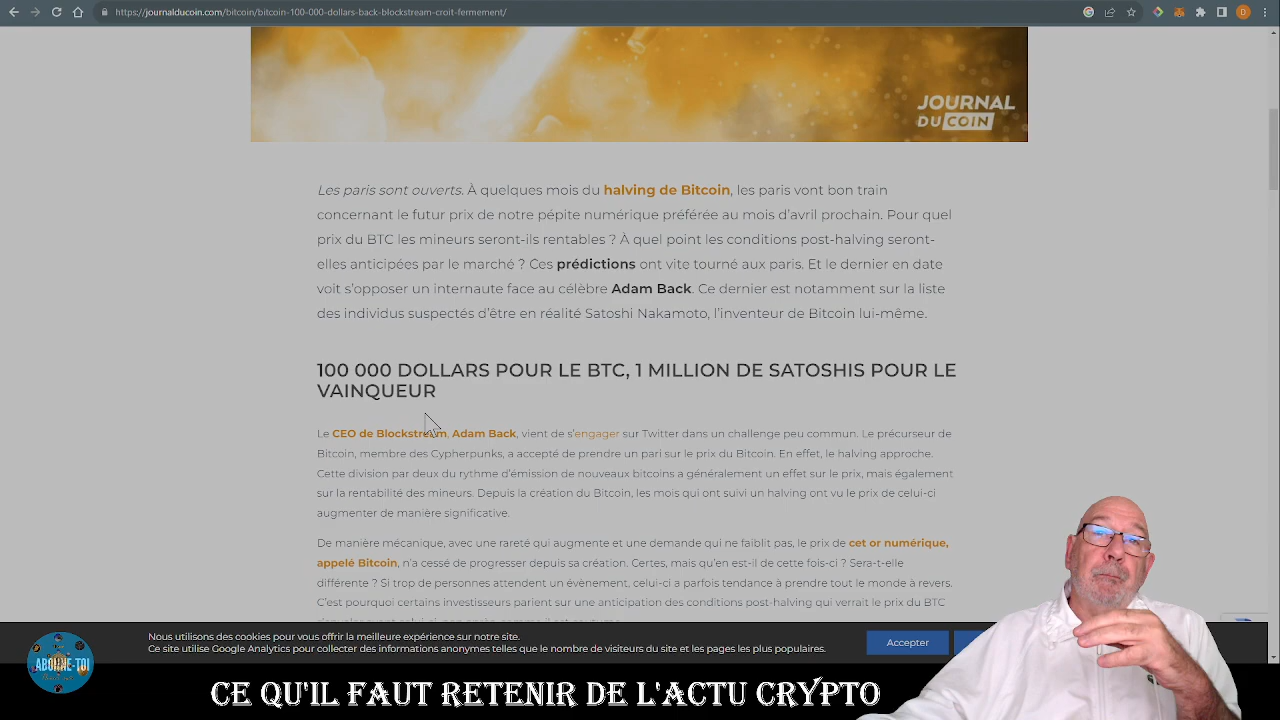 https://journalducoin.com/bitcoin/bitcoin-100-000-dollars-back-blockstream-croit-fermement/
D
JOURNAL
DU COIN
Les paris sont ouverts. À quelques mois du halving de Bitcoin, les paris vont bon train
concernant le futur prix de notre pépite numérique préférée au mois d'avril prochain. Pour quel
prix du BTC les mineurs seront-ils rentables ? À quel point les conditions post-halving seront-
elles anticipées par le marché ? Ces prédictions ont vite tourné aux paris. Et le dernier en date
voit s'opposer un internaute face au célèbre Adam Back. Ce dernier est notamment sur la liste
des individus suspectés d'être en réalité Satoshi Nakamoto, l'inventeur de Bitcoin lui-même.
100 000 DOLLARS POUR LE BTC, 1 MILLION DE SATOSHIS POUR LE
VAINQUEUR
Le CEO de Blockstream, Adam Back, vient de s'engager sur Twitter dans un challenge peu commun. Le précurseur de
Bitcoin, membre des Cypherpunks, a accepté de prendre un pari sur le prix du Bitcoin. En effet, le halving approche.
Cette division par deux du rythme d'émission de nouveaux bitcoins a généralement un effet sur le prix, mais également
sur la rentabilité des mineurs. Depuis la création du Bitcoin, les mois qui ont suivi un halving ont vu le prix de celui-ci
augmenter de manière significative.
De manière mécanique, avec une rareté qui augmente et une demande qui ne faiblit pas, le prix de cet or numérique,
appelé Bitcoin, n'a cessé de progresser depuis sa création. Certes, mais qu'en est-il de cette fois-ci ? Sera-t-elle
différente ? Si trop de personnes attendent un évènement, celui-ci a parfois tendance à prendre tout le monde à revers.
C'est pourquoi certains investisseurs parient sur une anticipation des conditions post-halving qui verrait le prix du BTC
Nous utilisons des cookies pour vous offrir la meilleure expérience sur notre site.
Ce site utilise Google Analytics pour collecter des informations anonymes telles que le nombre de visiteurs du site et les pages les plus populaires.
Accepter
ABONNE-TOI
CE QU'IL FAUT RETENIR DE L'ACTU CRYPTO